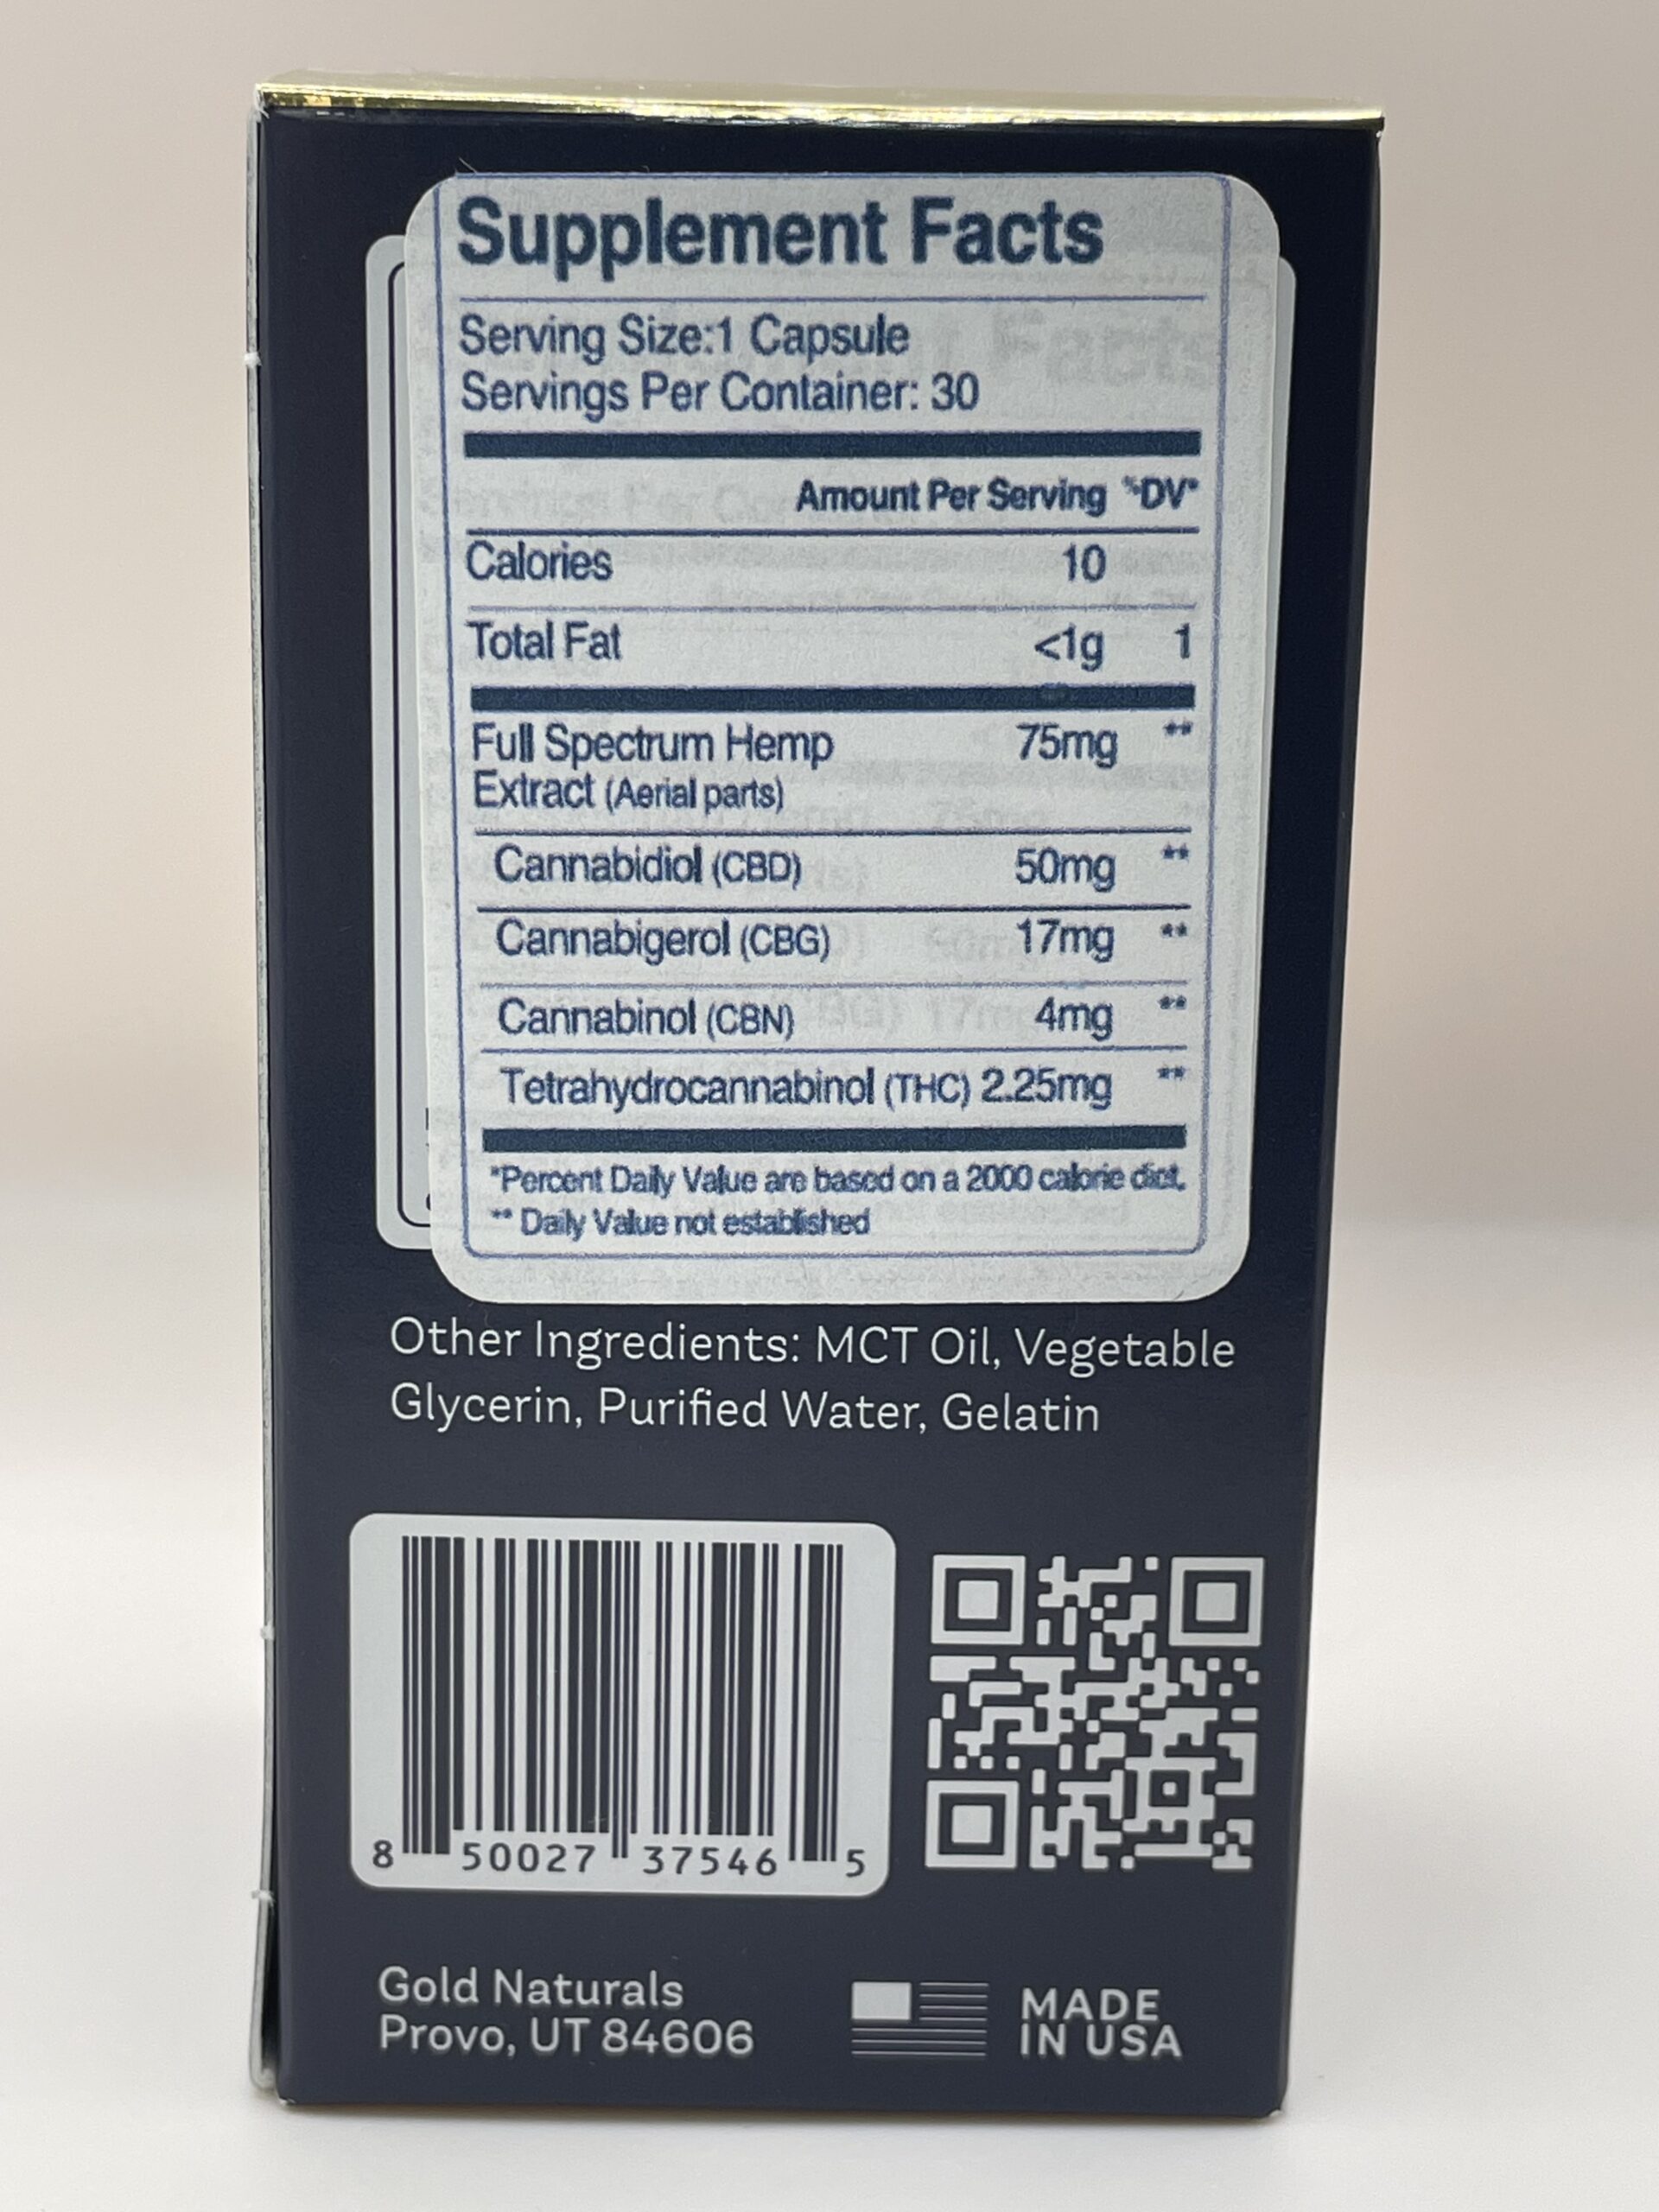 Supplement Facts
Serving Size:1 Capsule
Servings Per Container: 30
Amount Per Serving %DV*
Calories 10
Total Fat <1g 1
Full Spectrum Hemp 75mg **
Extract (Aerial parts)
Cannabidiol (CBD) 50mg **
Cannabigerol (CBG) 17mg **
Cannabinol (CBN) 4mg **
Tetrahydrocannabinol (THC) 2.25mg **
*Percent Daily Value are based on a 2000 calorie diet.
** Daily Value not established
Other Ingredients: MCT Oil, Vegetable
Glycerin, Purified Water, Gelatin
8 50027 37546 5
Gold Naturals
Provo, UT 84606
MADE
IN USA